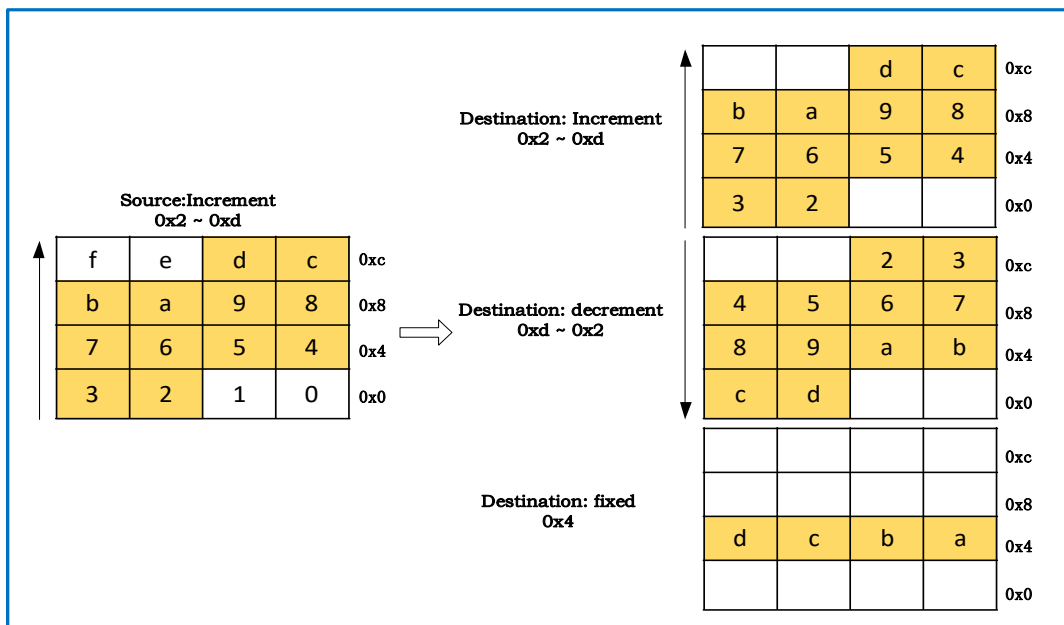 Source:Increment
0x2 ~ 0xd
f e d c 0xc
b a 9 8 0x8
7 6 5 4 0x4
3 2 1 0 0x0
Destination: Increment
0x2 ~ 0xd
d c 0xc
b a 9 8 0x8
7 6 5 4 0x4
3 2 0x0
Destination: decrement
0xd ~ 0x2
2 3 0xc
4 5 6 7 0x8
8 9 a b 0x4
c d 0x0
Destination: fixed
0x4
0xc
0x8
d c b a 0x4
0x0